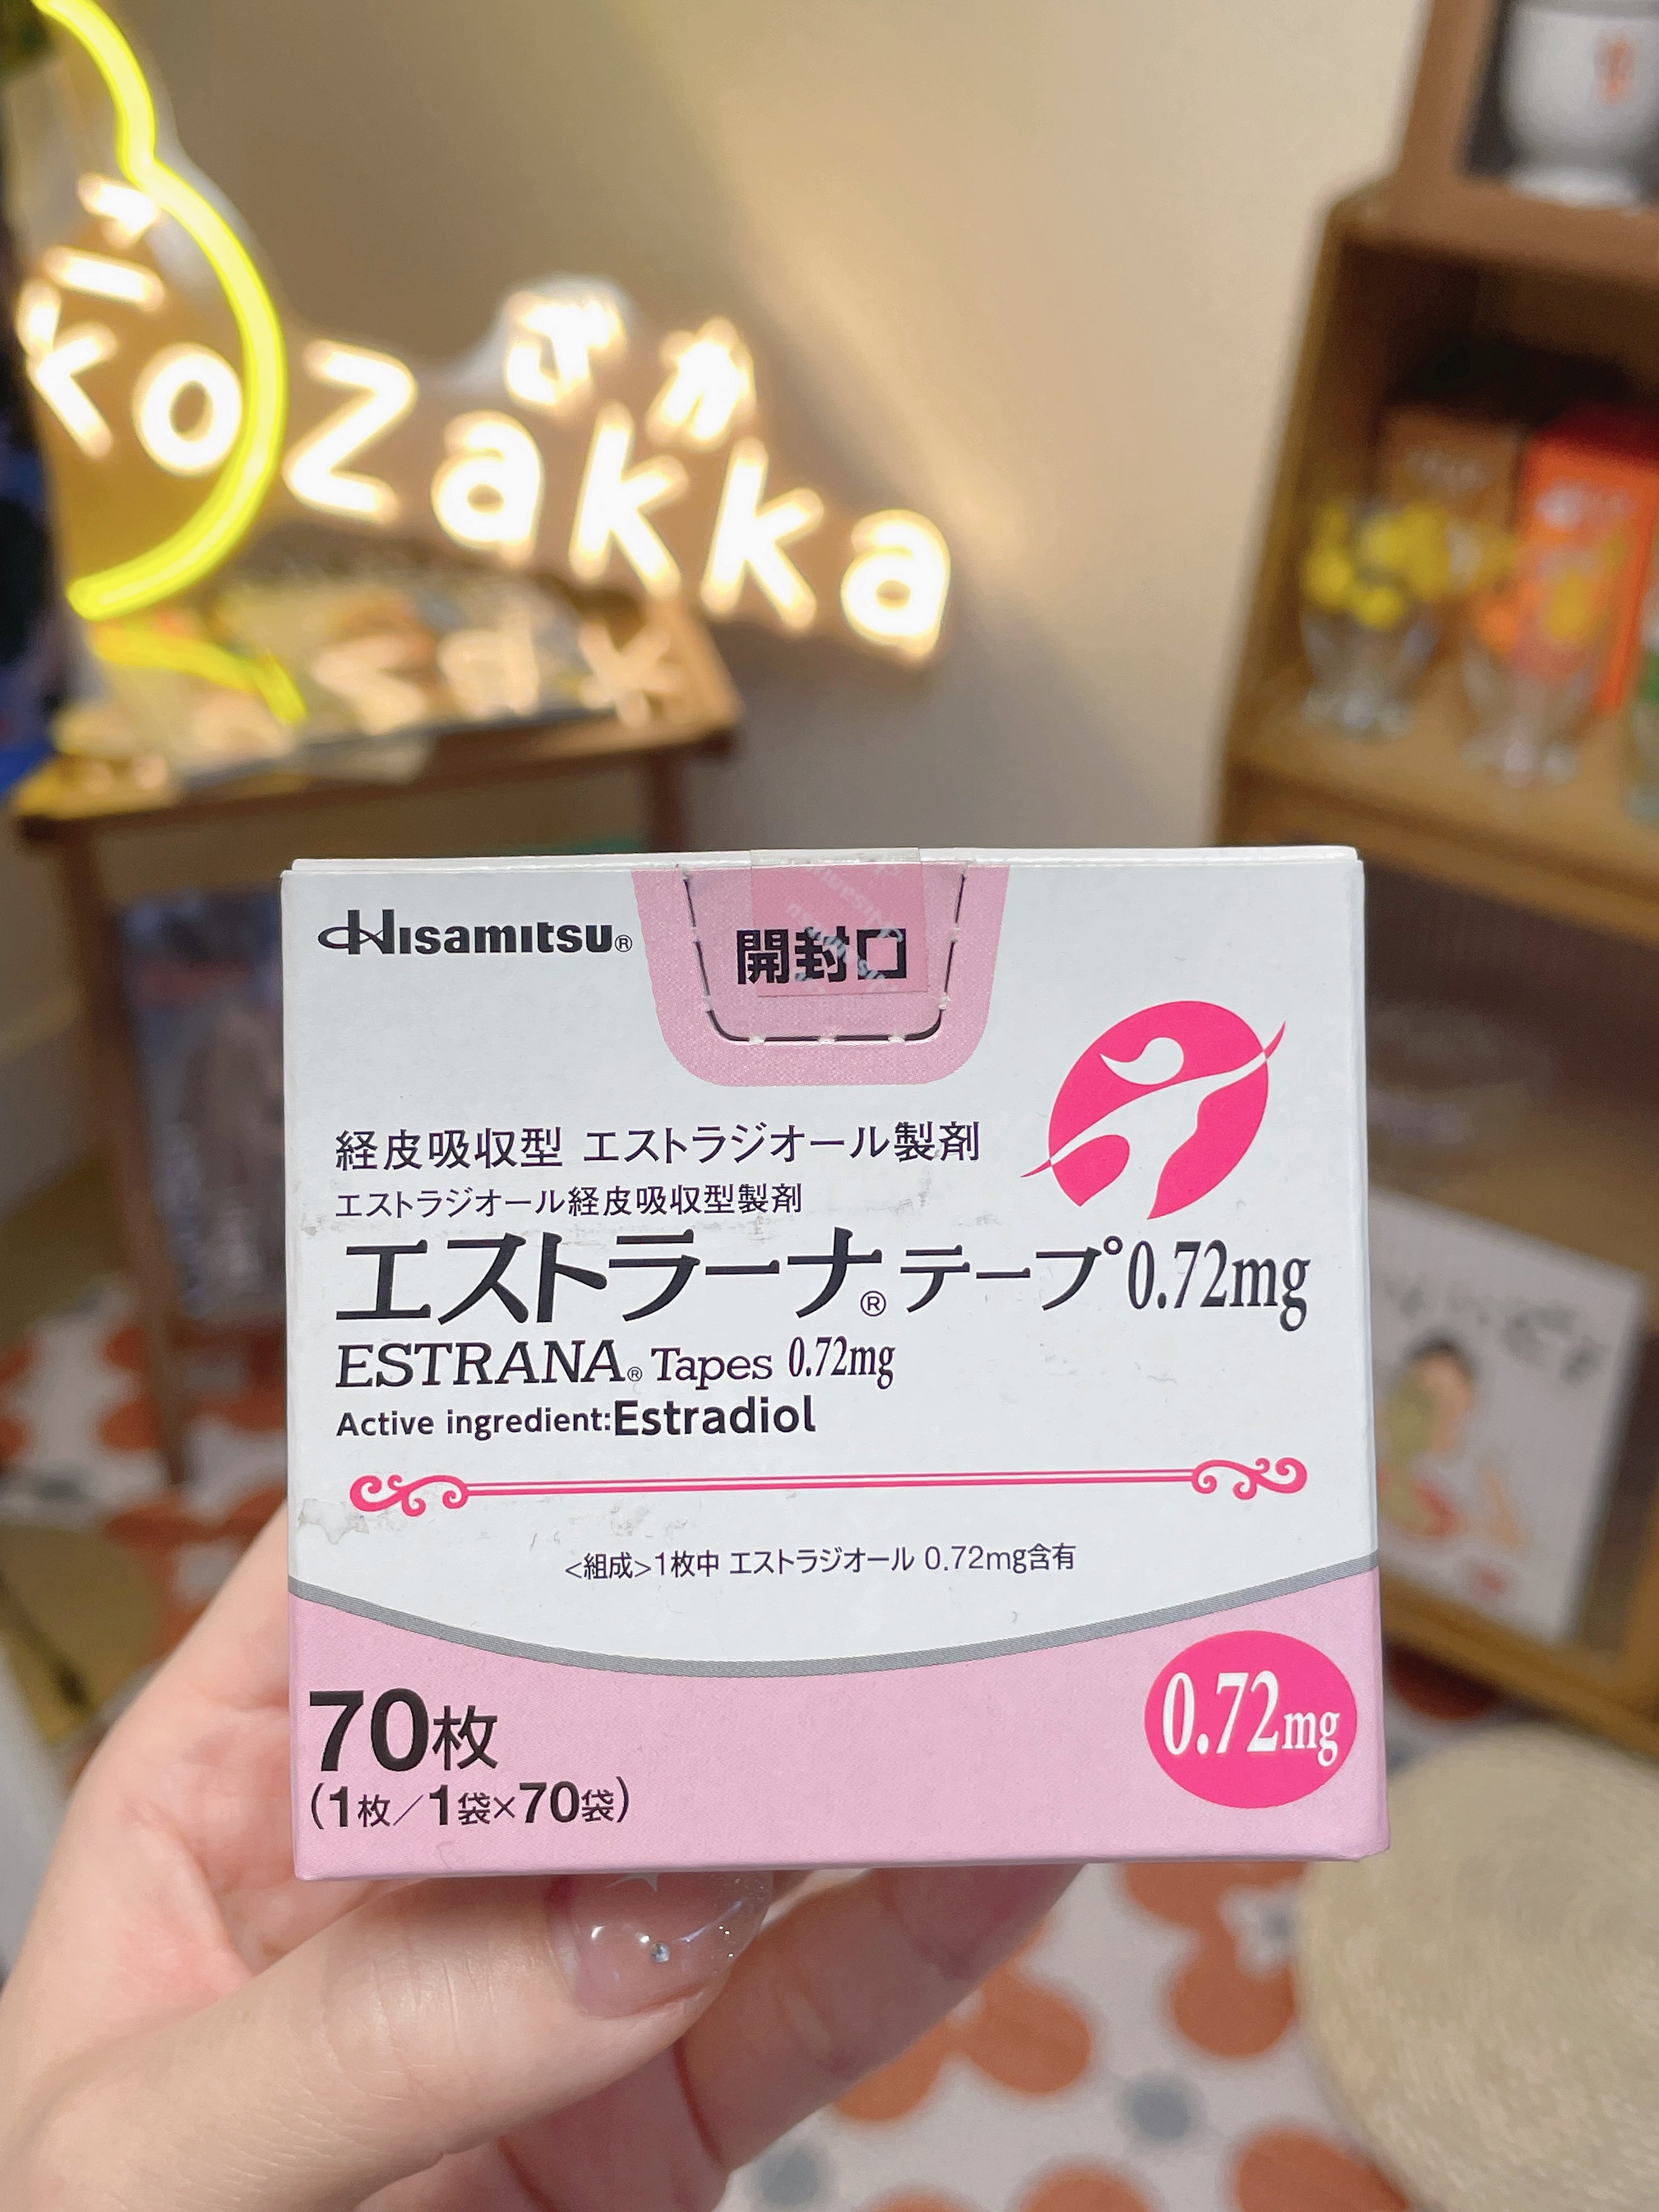 kozakka
ざっか
HISAMITSU®
開封口
経皮吸収型 エストラジオール製剤
エストラジオール経皮吸収型製剤
エストラーナ®テープ0.72mg
ESTRANA® Tapes 0.72mg
Active ingredient:Estradiol
<組成>1枚中 エストラジオール 0.72mg含有
70枚
(1枚/1袋×70袋)
0.72mg